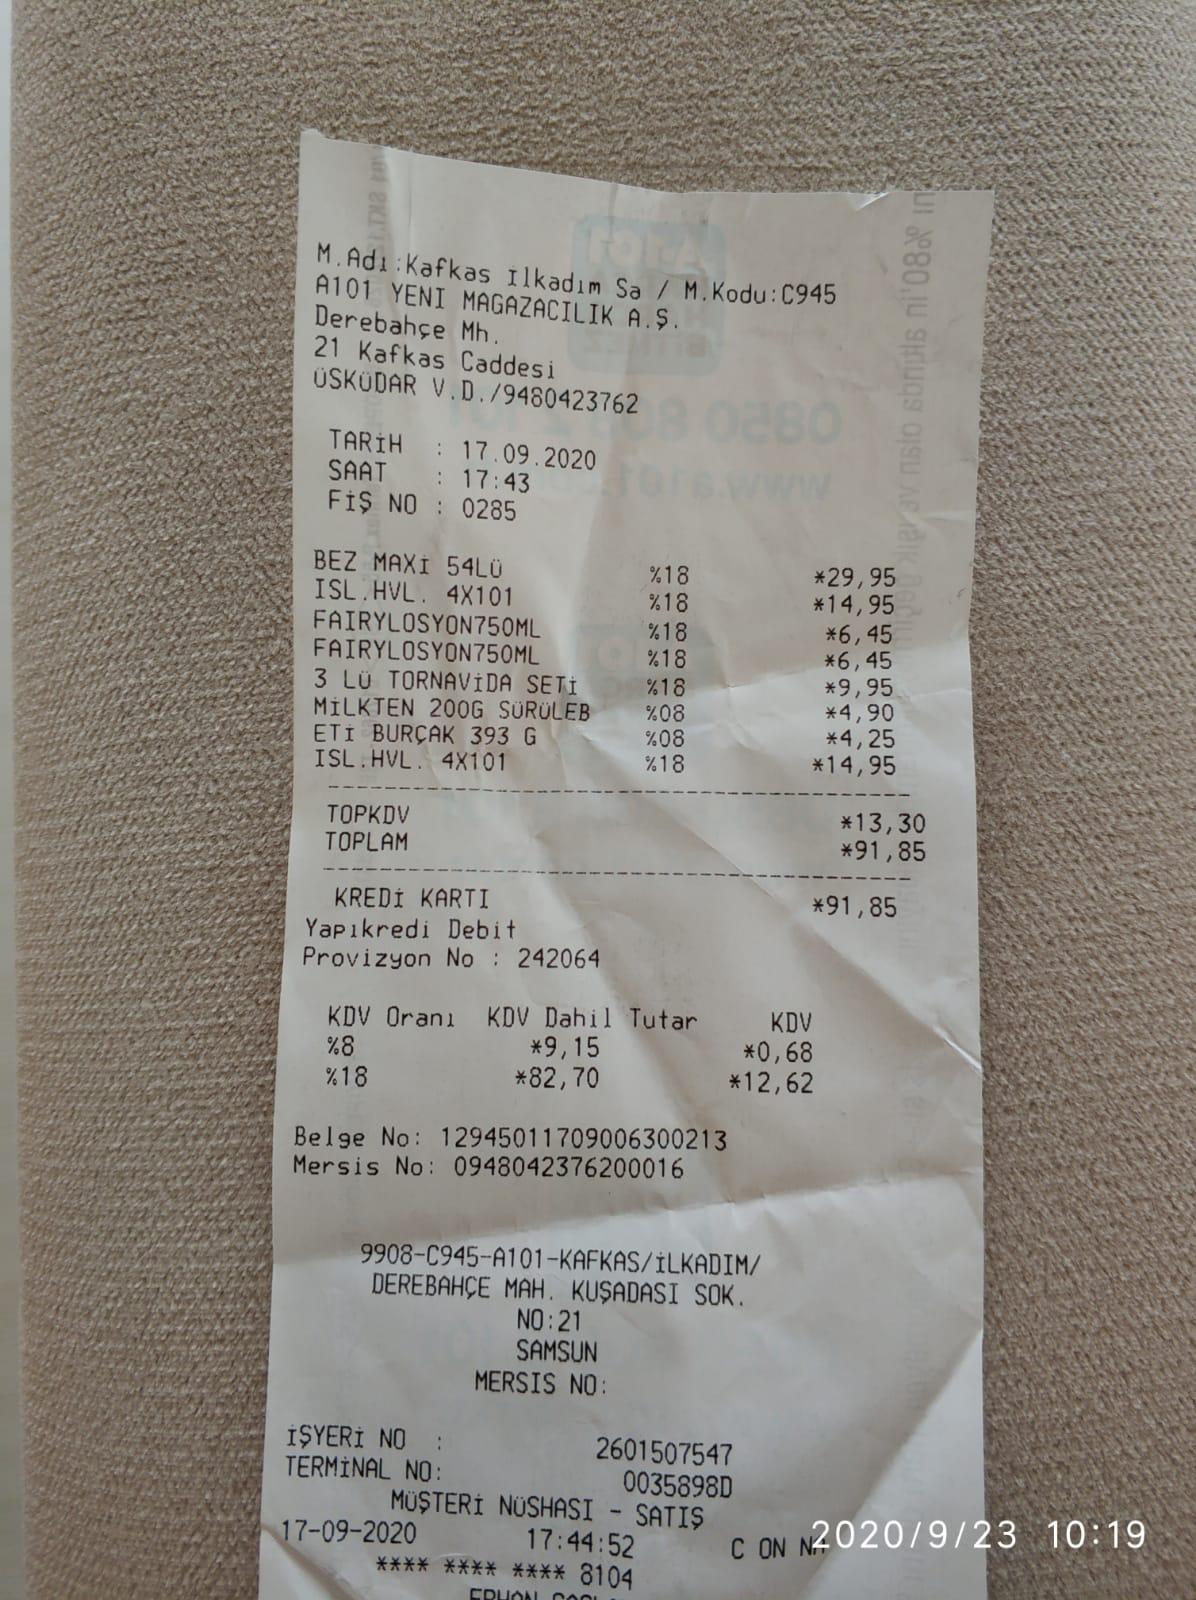 M.Adı:Kafkas İlkadım Sa / M.Kodu:C945
A101 YENI MAGAZACILIK A.Ş.
Derebahçe Mh.
21 Kafkas Caddesi
ÜSKÜDAR V.D./9480423762
TARİH : 17.09.2020
SAAT : 17:43
FİŞ NO : 0285
BEZ MAXİ 54LÜ %18 *29,95
ISL.HVL. 4X101 %18 *14,95
FAIRYLOSYON750ML %18 *6,45
FAIRYLOSYON750ML %18 *6,45
3 LÜ TORNAVİDA SETİ %18 *9,95
MİLKTEN 200G SÜRÜLEB %08 *4,90
ETİ BURÇAK 393 G %08 *4,25
ISL.HVL. 4X101 %18 *14,95
TOPKDV *13,30
TOPLAM *91,85
KREDİ KARTI *91,85
Yapıkredi Debit
Provizyon No : 242064
KDV Oranı KDV Dahil Tutar KDV
%8 *9,15 *0,68
%18 *82,70 *12,62
Belge No: 12945011709006300213
Mersis No: 0948042376200016
9908-C945-A101-KAFKAS/İLKADIM/
DEREBAHÇE MAH. KUŞADASI SOK.
NO:21
SAMSUN
MERSIS NO:
İŞYERİ NO : 2601507547
TERMİNAL NO: 0035898D
MÜŞTERİ NÜSHASI - SATIŞ
17-09-2020 17:44:52 C ON
**** **** **** 8104
2020/9/23 10:19